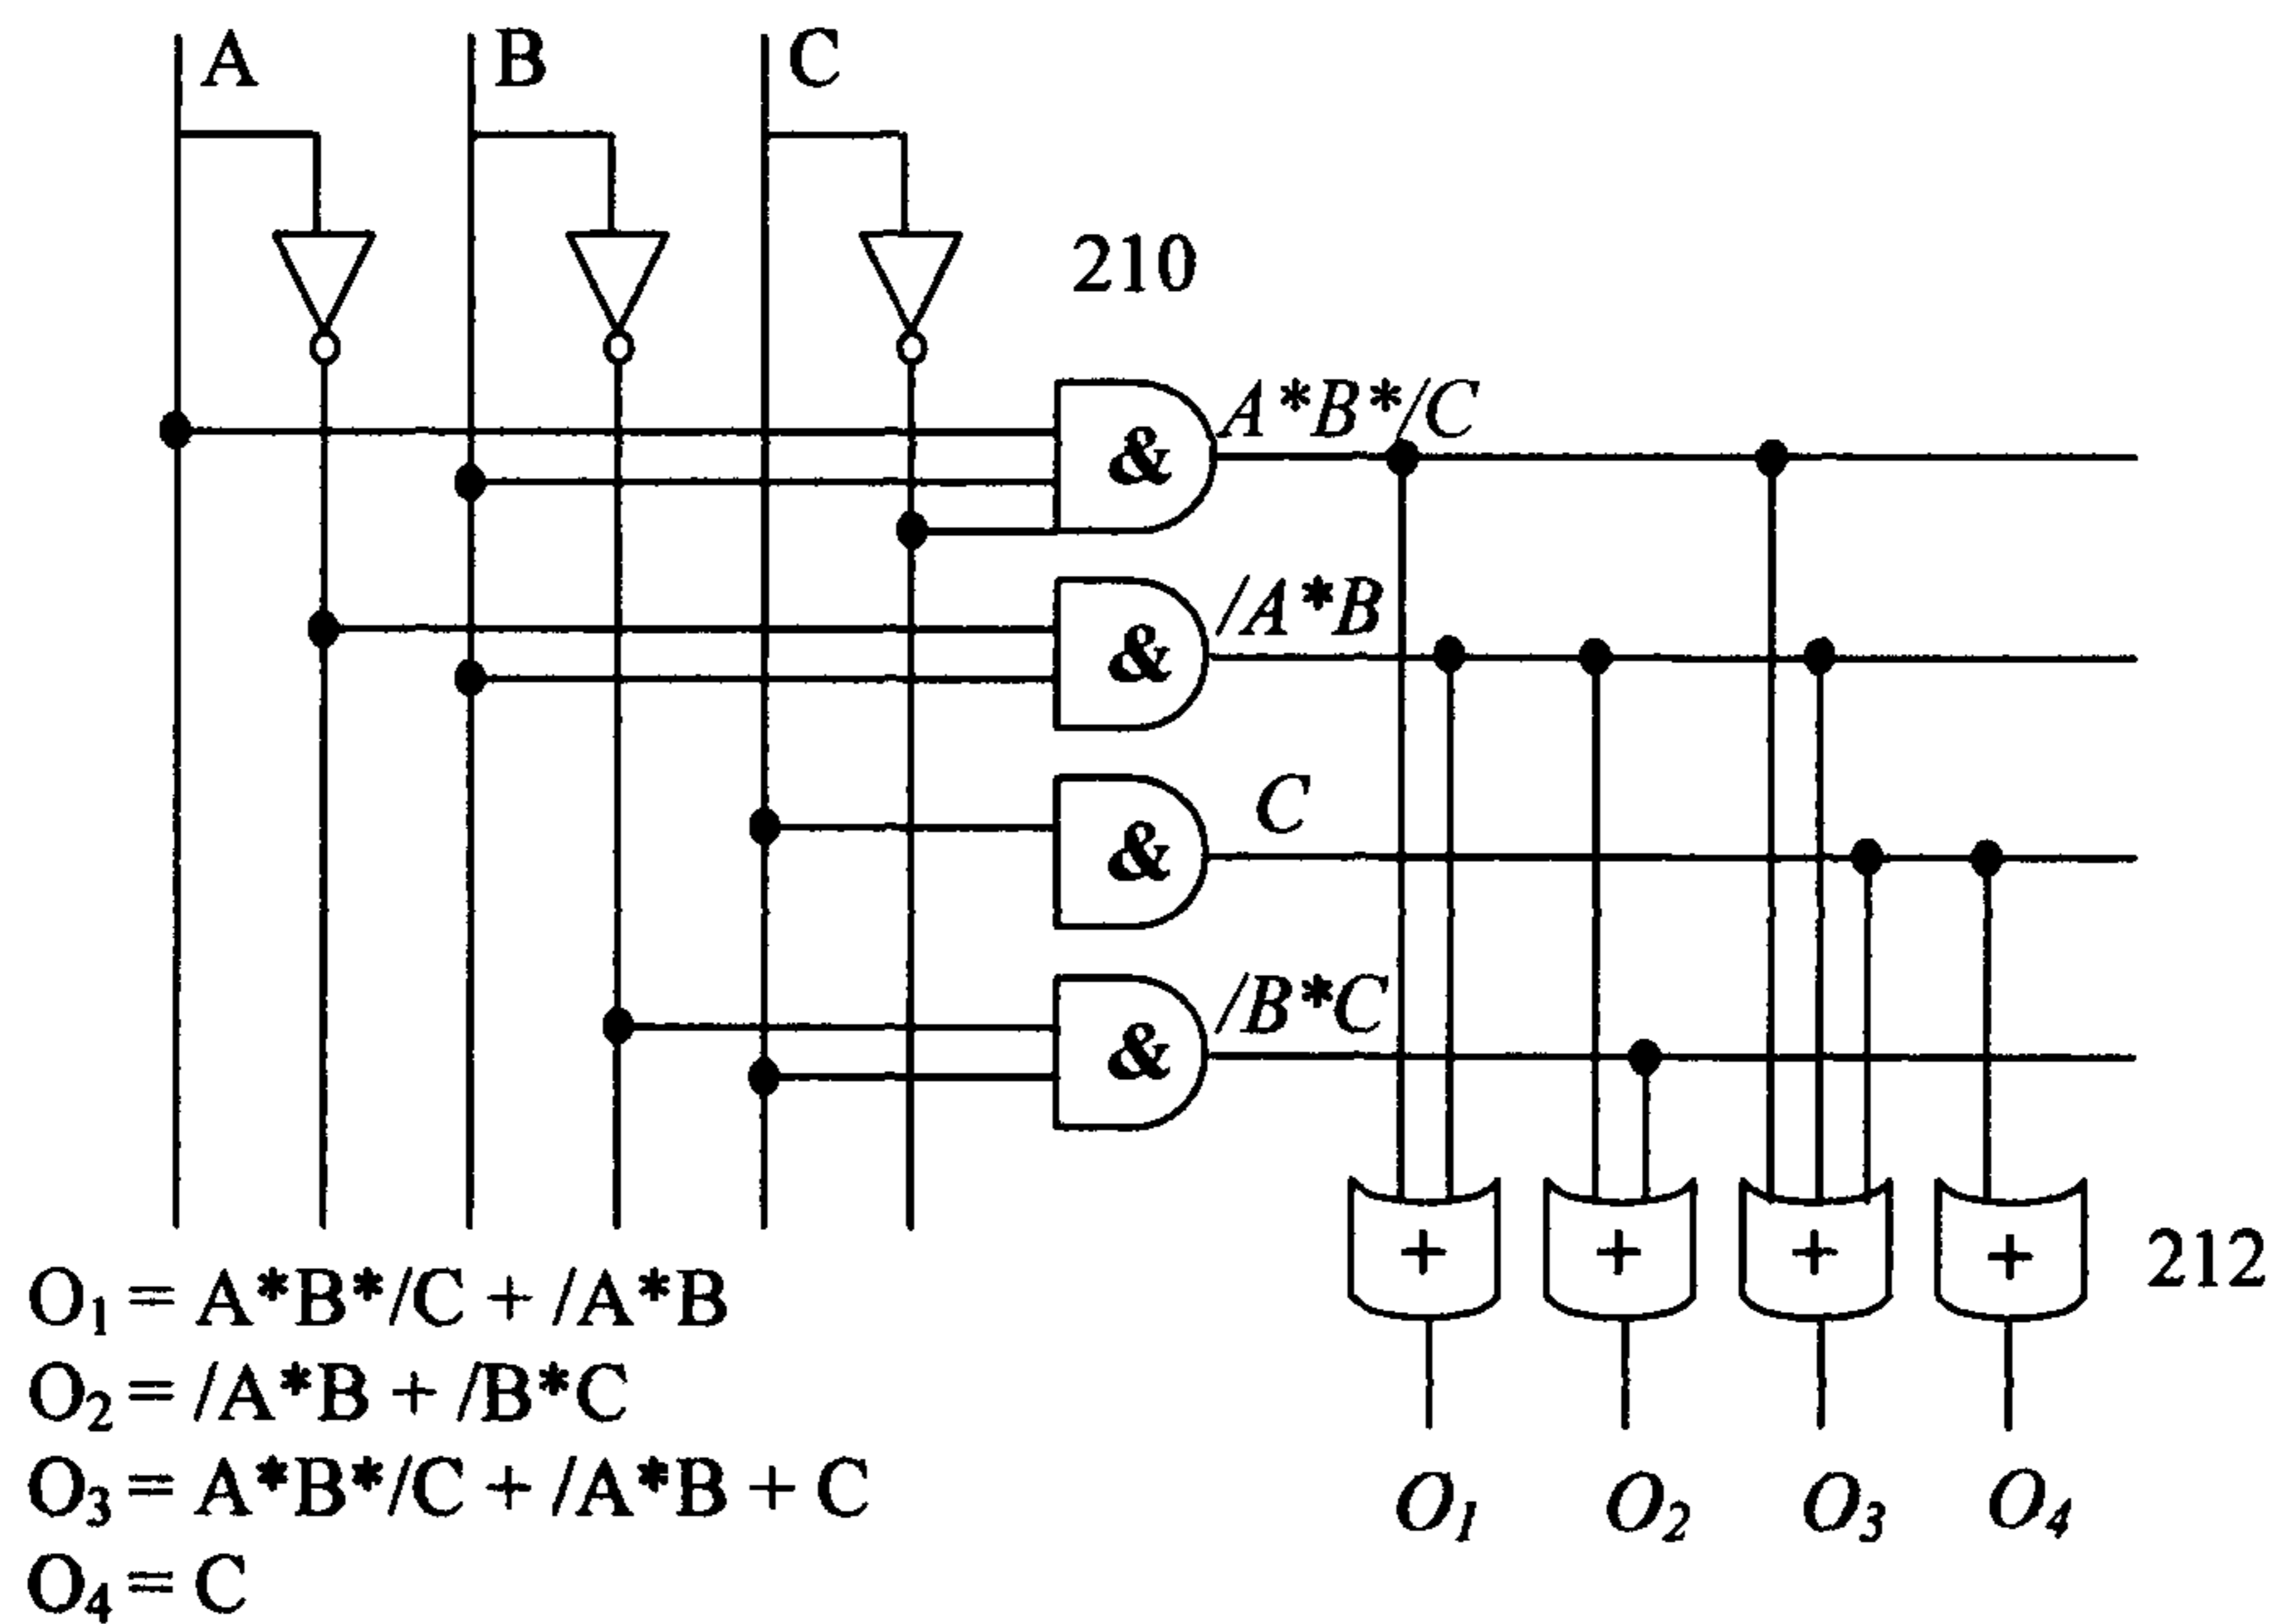 A B C
210
A*B*/C
&
/A*B
&
C
&
/B*C
&
+ + + +
212
O₁ = A*B*/C + /A*B
O₂ = /A*B + /B*C
O₃ = A*B*/C + /A*B + C
O₄ = C
O₁ O₂ O₃ O₄